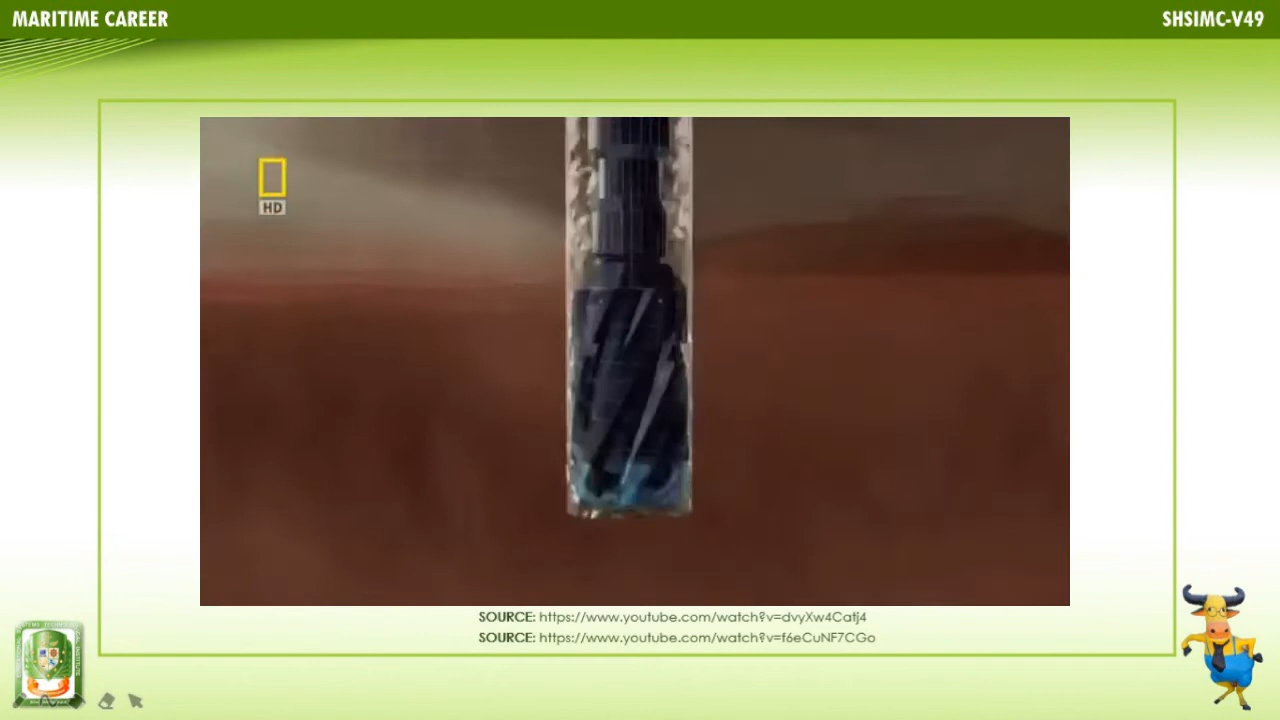 MARITIME CAREER
SHSIMC-V49
HD
SOURCE: https://www.youtube.com/watch?v=dvyXw4Catj4
SOURCE: https://www.youtube.com/watch?v=f6eCuNF7CGo